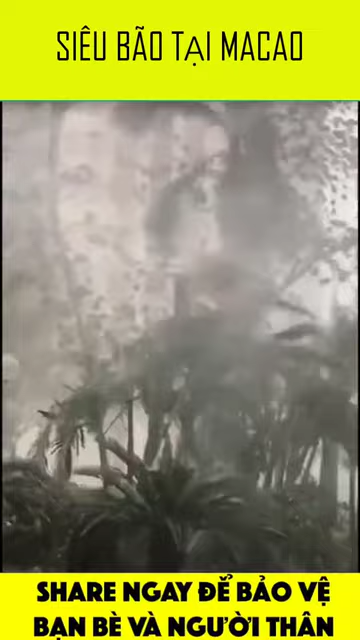 SIÊU BÃO TẠI MACAO
SHARE NGAY ĐỂ BẢO VỆ
BẠN BÈ VÀ NGƯỜI THÂN